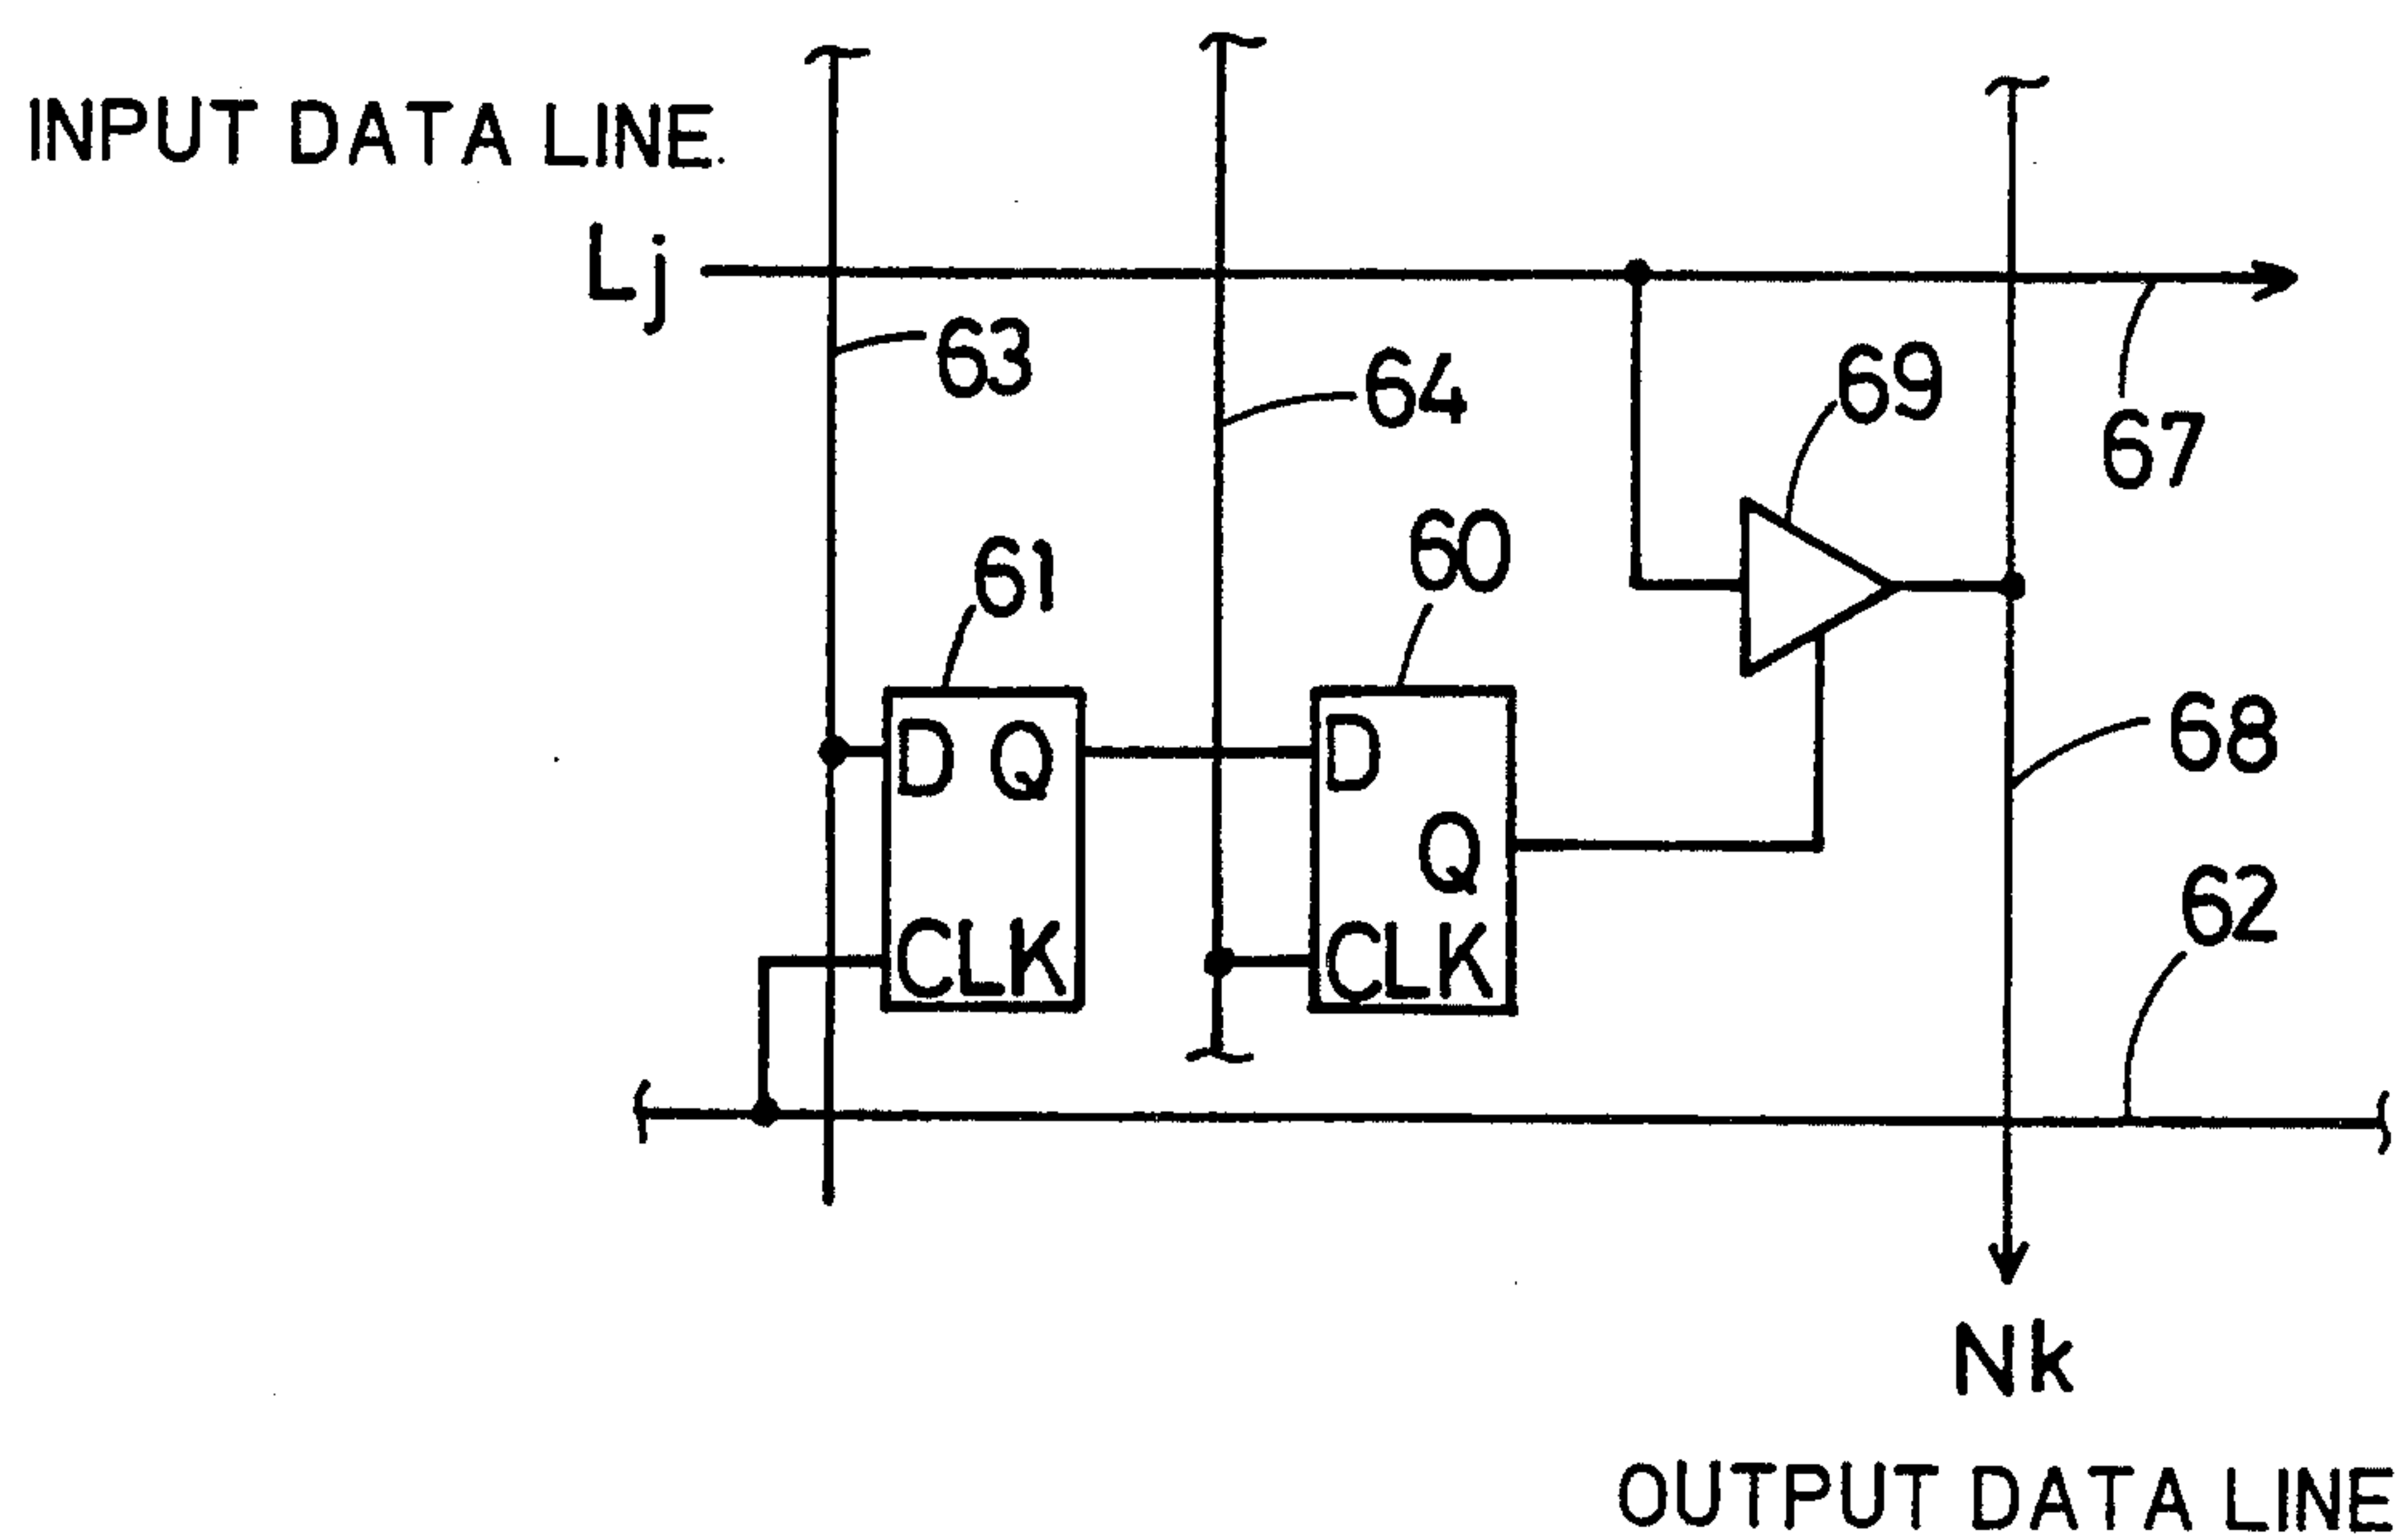 INPUT DATA LINE.
Lj
63
64
69
67
61
60
D Q
D
68
Q
CLK
CLK
62
Nk
OUTPUT DATA LINE